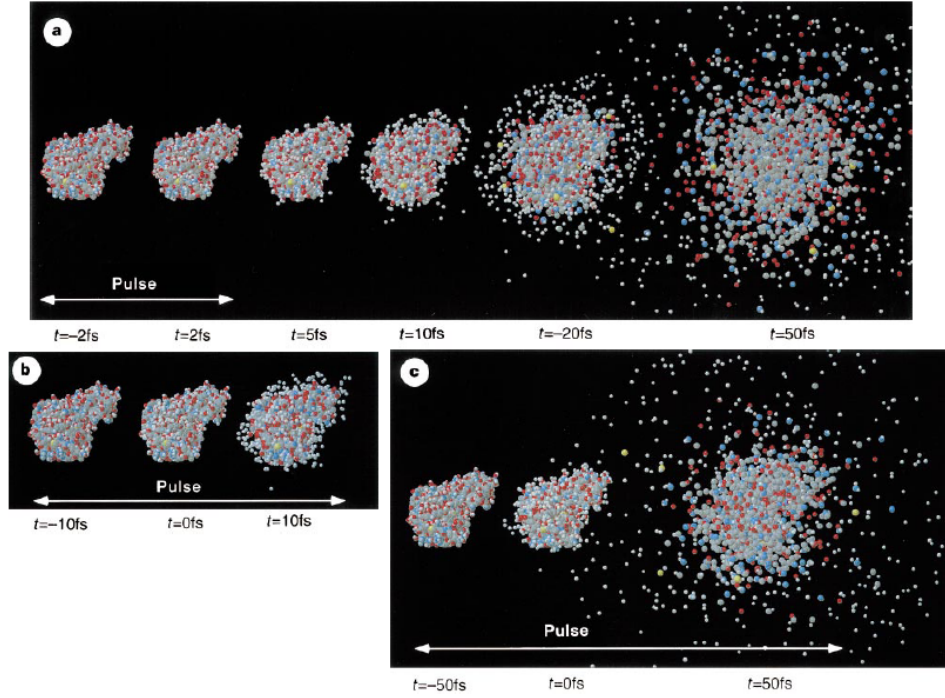 a
Pulse
t=–2fs t=2fs t=5fs t=10fs t=–20fs t=50fs
b
Pulse
t=–10fs t=0fs t=10fs
c
Pulse
t=–50fs t=0fs t=50fs